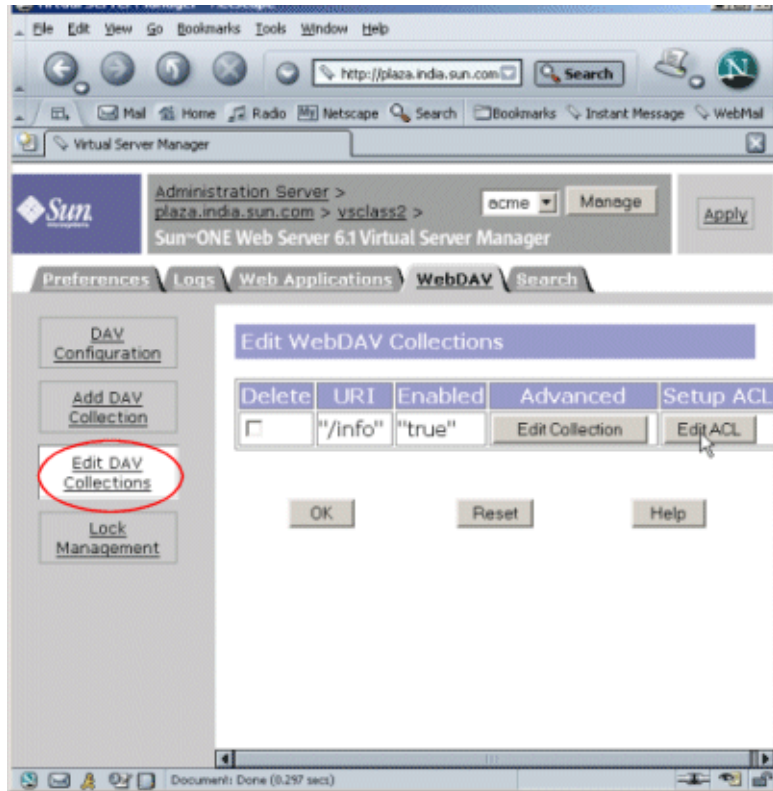 File Edit View Go Bookmarks Tools Window Help
http://plaza.india.sun.com
Search
Mail Home Radio Netscape Search Bookmarks Instant Message WebMail
Virtual Server Manager
Sun
Administration Server >
plaza.india.sun.com > vsclass2 >
acme
Manage
Apply
Sun~ONE Web Server 6.1 Virtual Server Manager
Preferences Logs Web Applications WebDAV Search
DAV
Configuration
Add DAV
Collection
Edit DAV
Collections
Lock
Management
Edit WebDAV Collections
Delete URI Enabled Advanced Setup ACL
"/info" "true" Edit Collection Edit ACL
OK Reset Help
Document: Done (0.297 secs)